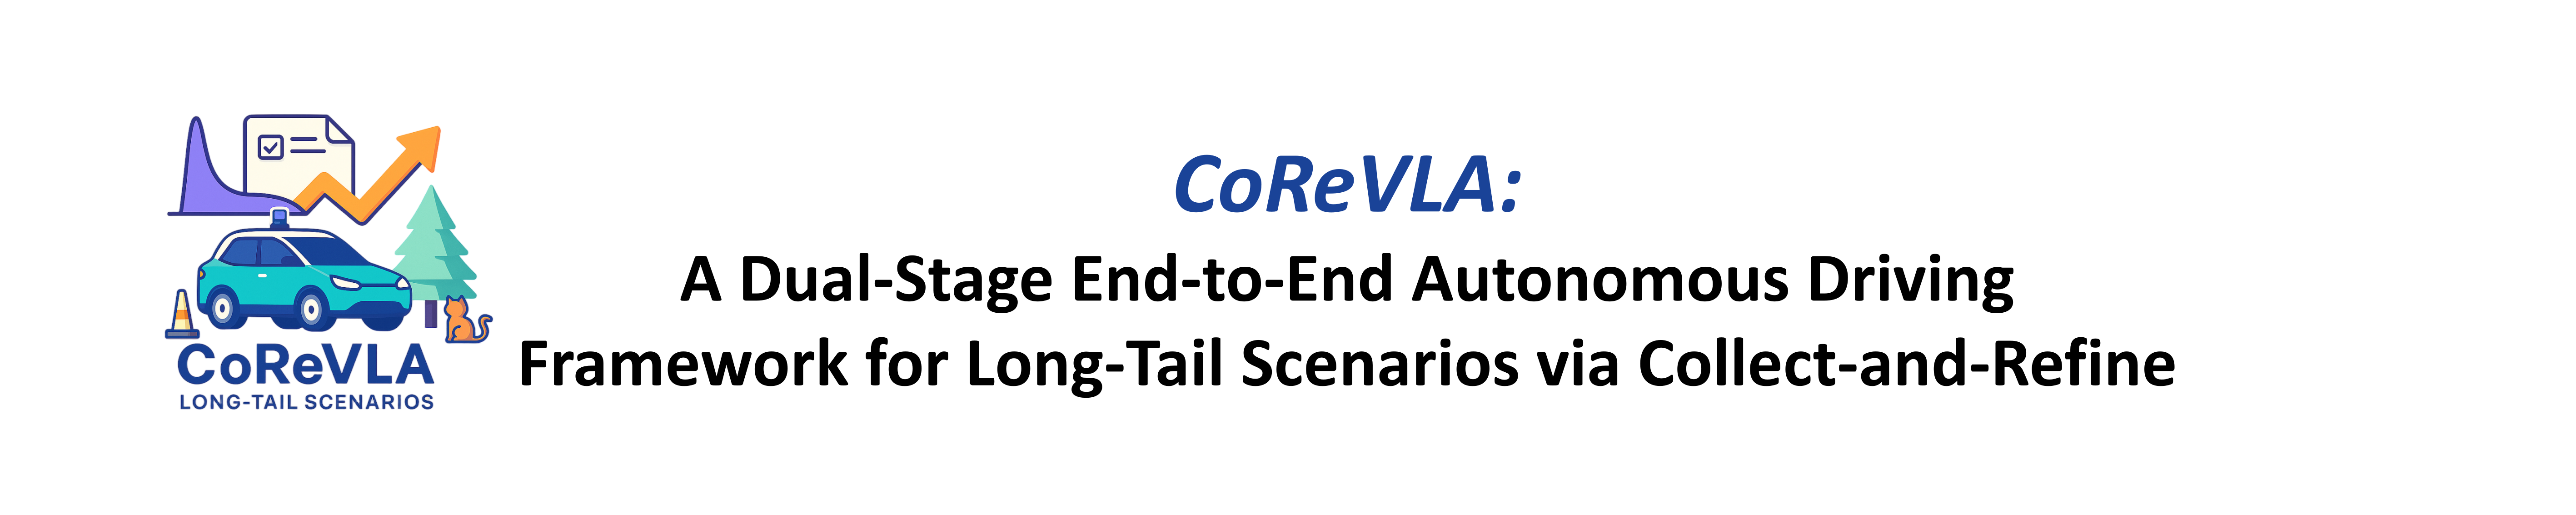 CoReVLA
LONG-TAIL SCENARIOS
CoReVLA:
A Dual-Stage End-to-End Autonomous Driving
Framework for Long-Tail Scenarios via Collect-and-Refine